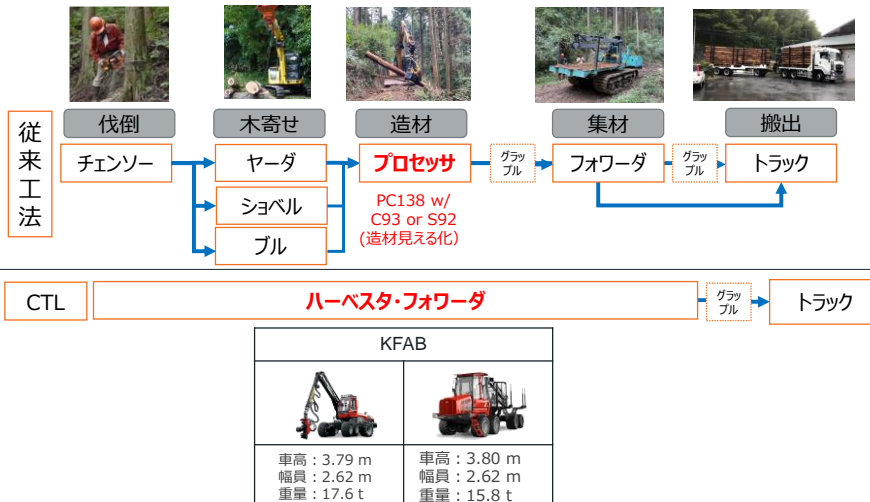 伐倒
木寄せ
造材
集材
搬出
従来工法
チェンソー
ヤーダ
ショベル
ブル
プロセッサ
PC138 w/
C93 or S92
(造材見える化)
グラッ
プル
フォワーダ
グラッ
プル
トラック
CTL
ハーベスタ・フォワーダ
グラッ
プル
トラック
KFAB
車高：3.79 m
幅員：2.62 m
重量：17.6 t
車高：3.80 m
幅員：2.62 m
重量：15.8 t